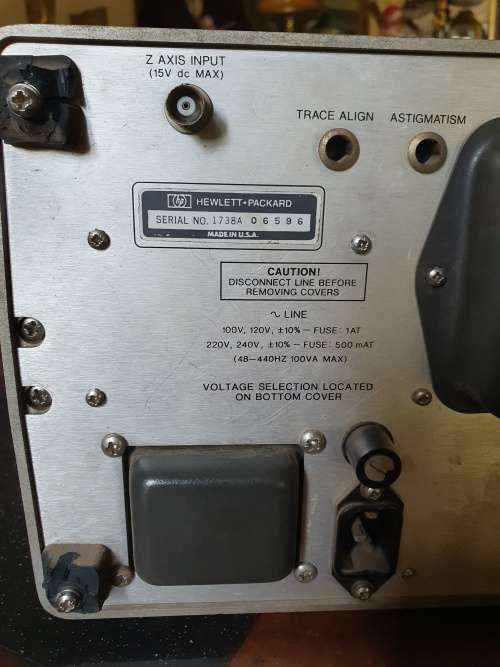 Z AXIS INPUT
(15V dc MAX)
TRACE ALIGN
ASTIGMATISM
hp HEWLETT•PACKARD
SERIAL NO. 1738A 06596
MADE IN U.S.A.
CAUTION!
DISCONNECT LINE BEFORE
REMOVING COVERS
∿ LINE
100V, 120V, ±10% – FUSE: 1AT
220V, 240V, ±10% – FUSE: 500 mAT
(48–440HZ 100VA MAX)
VOLTAGE SELECTION LOCATED
ON BOTTOM COVER